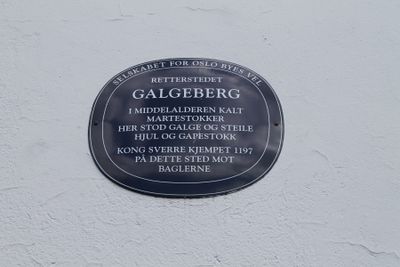 SELSKABET FOR OSLO BYES VEL
RETTERSTEDET
GALGEBERG
I MIDDELALDEREN KALT
MARTESTOKKER
HER STOD GALGE OG STEILE
HJUL OG GAPESTOKK
KONG SVERRE KJEMPET 1197
PÅ DETTE STED MOT
BAGLERNE